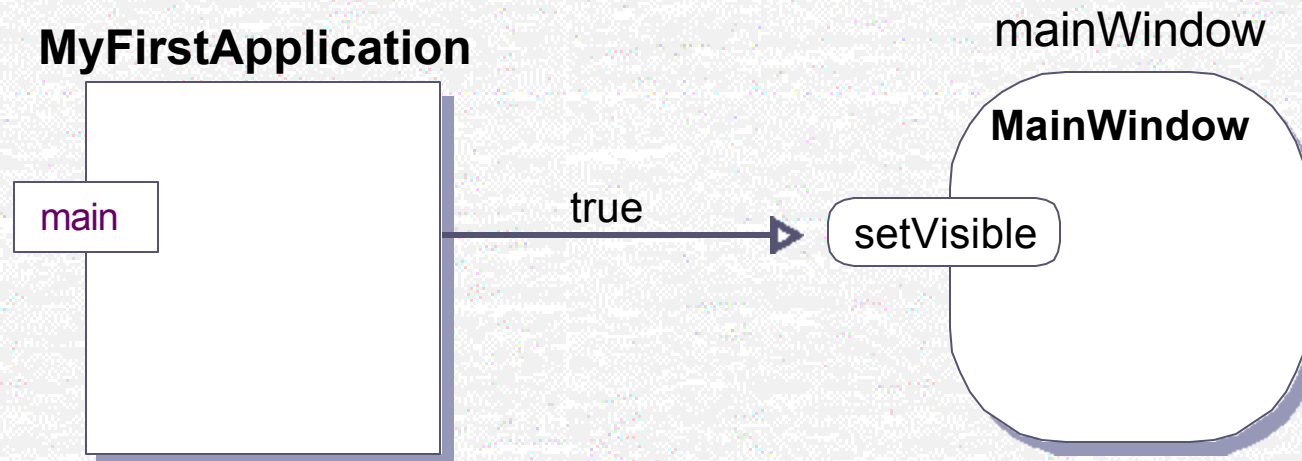 MyFirstApplication
main
true
mainWindow
MainWindow
setVisible